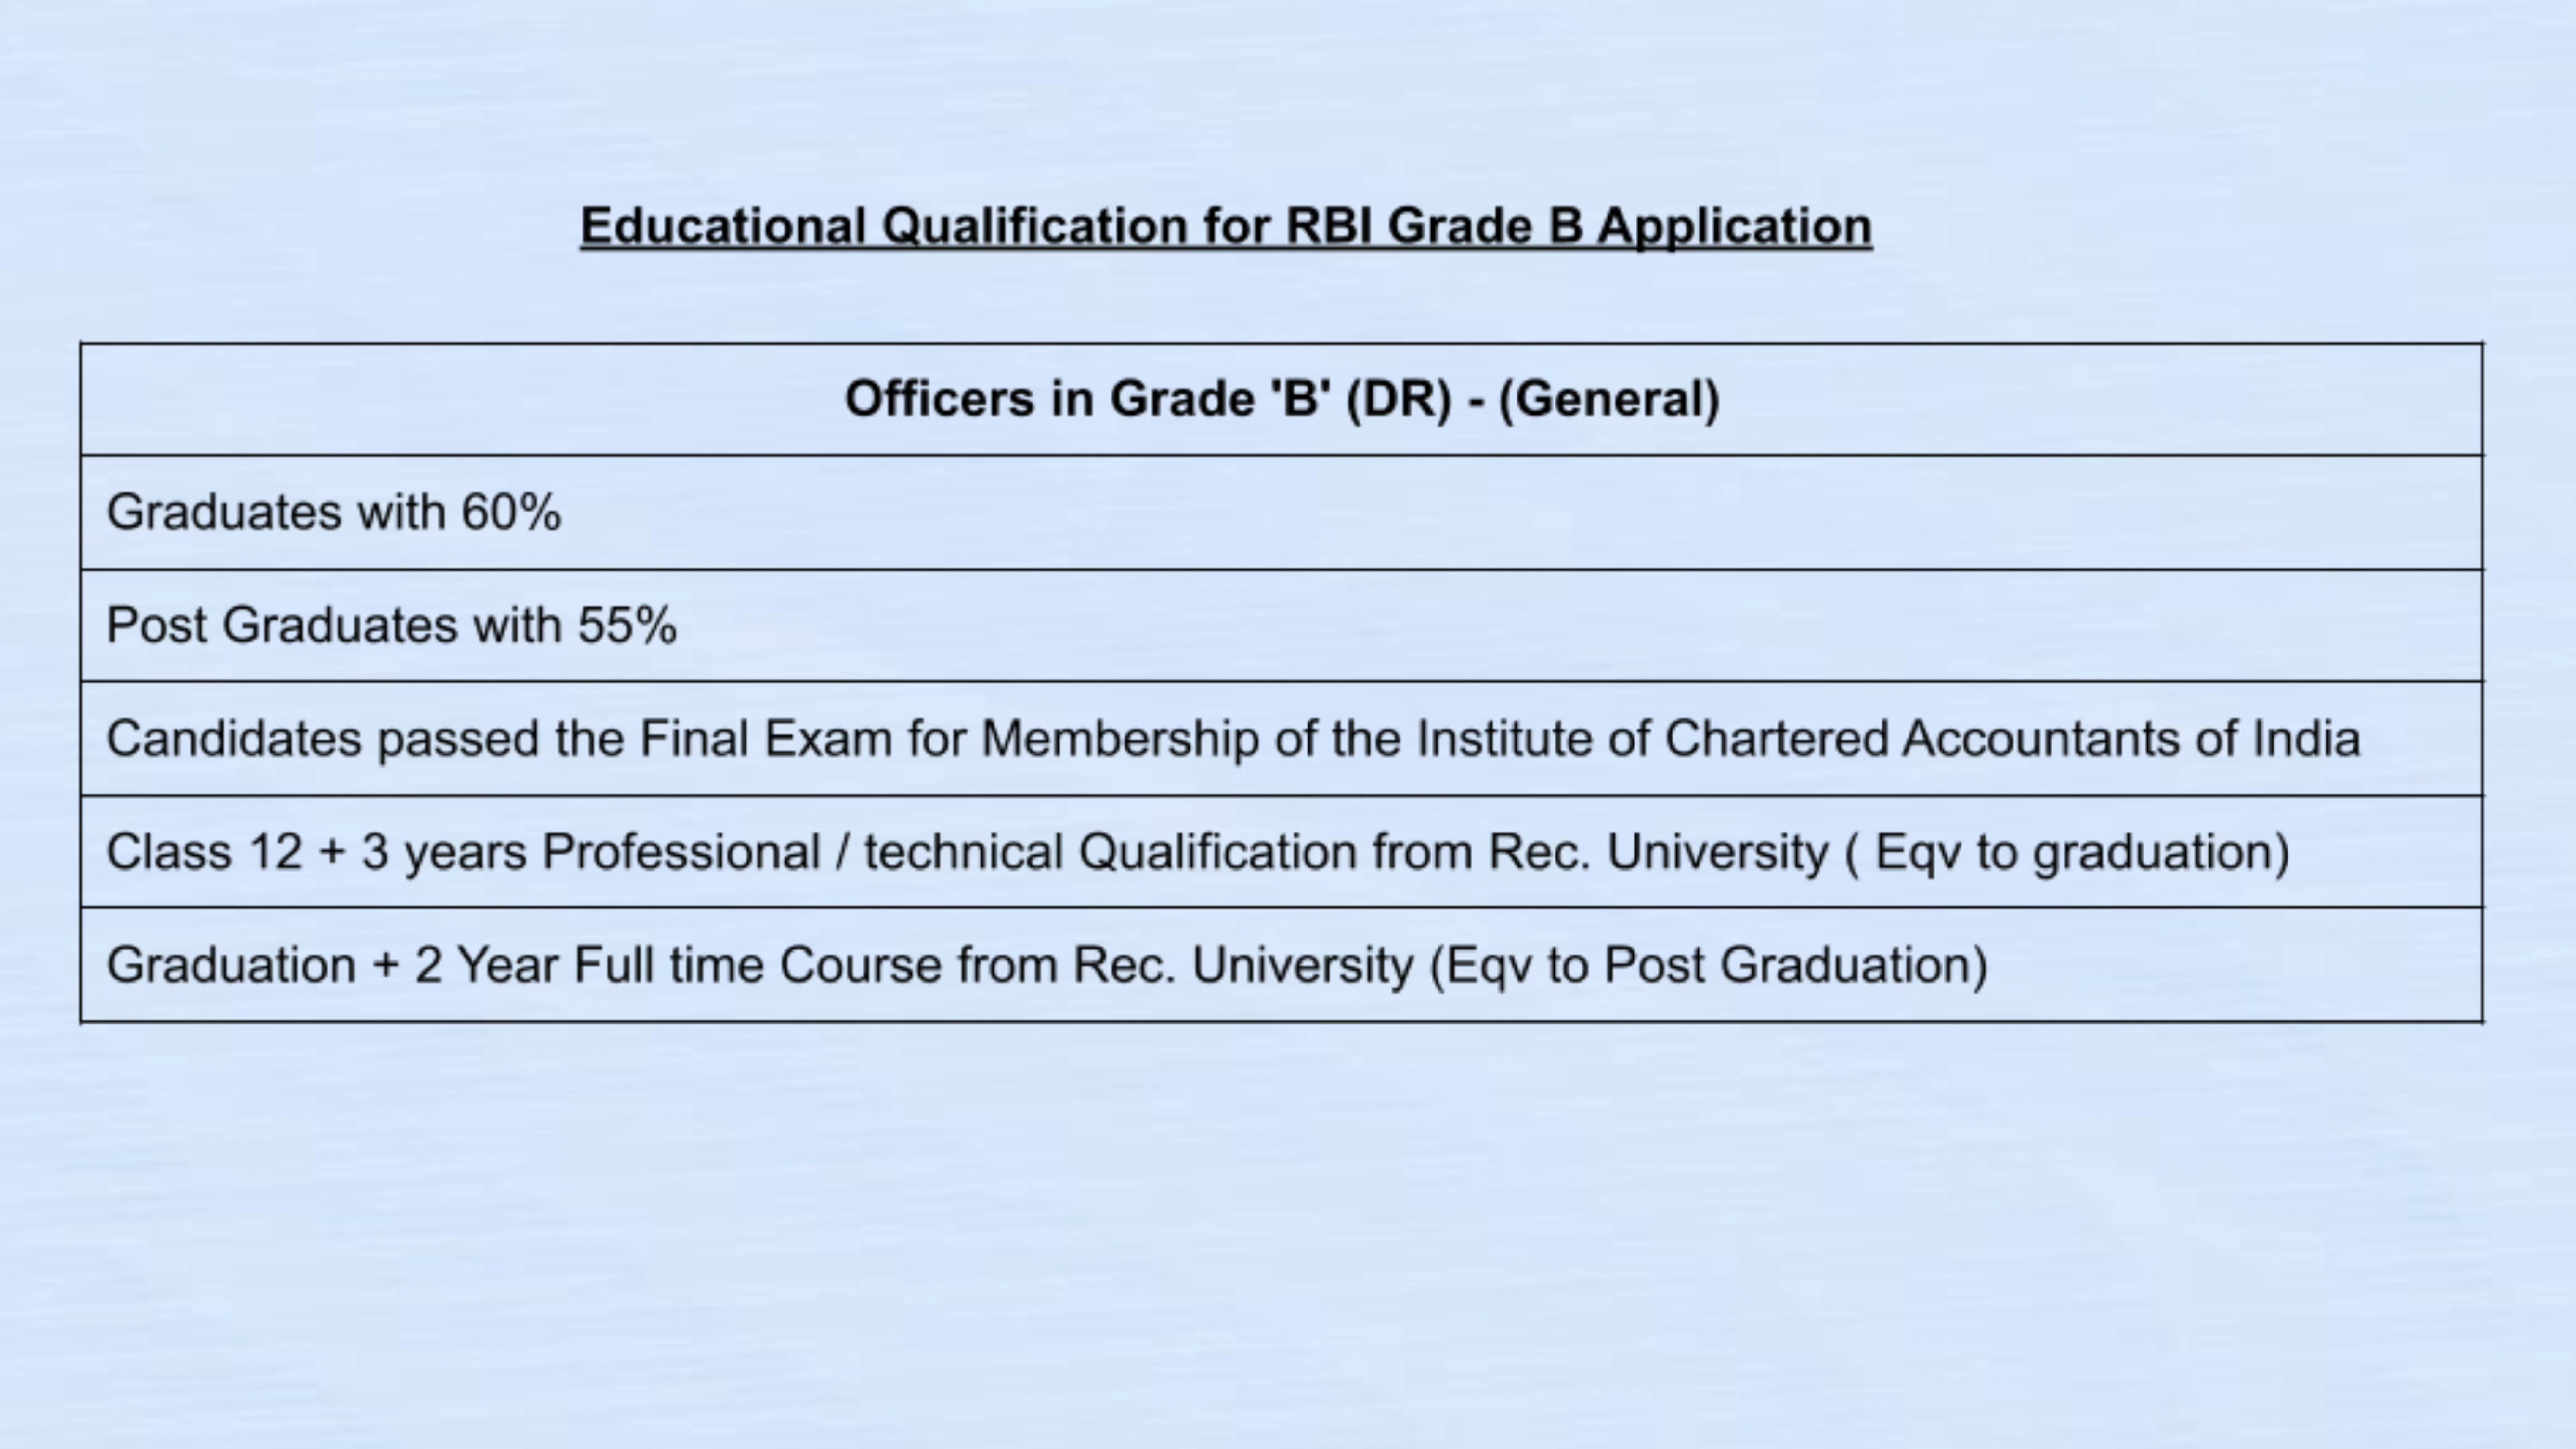 Educational Qualification for RBI Grade B Application
Officers in Grade 'B' (DR) - (General)
Graduates with 60%
Post Graduates with 55%
Candidates passed the Final Exam for Membership of the Institute of Chartered Accountants of India
Class 12 + 3 years Professional / technical Qualification from Rec. University ( Eqv to graduation)
Graduation + 2 Year Full time Course from Rec. University (Eqv to Post Graduation)